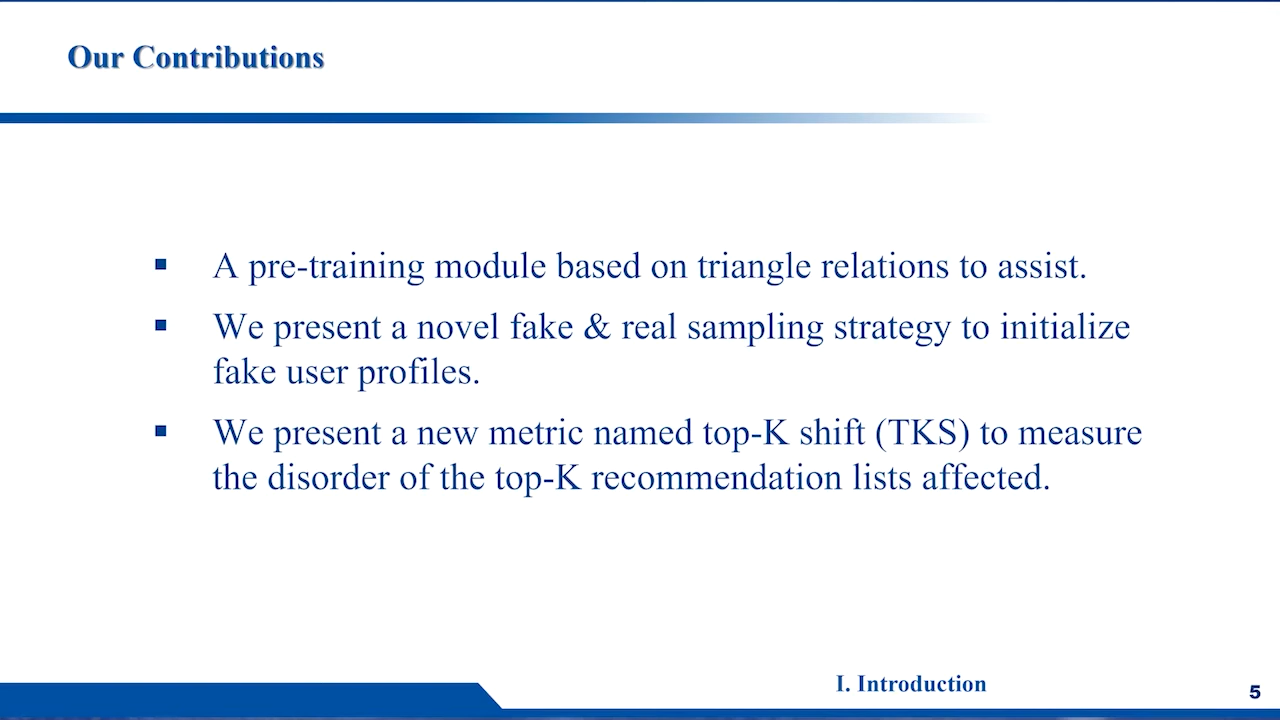 Our Contributions
▪ A pre-training module based on triangle relations to assist.
▪ We present a novel fake & real sampling strategy to initialize
fake user profiles.
▪ We present a new metric named top-K shift (TKS) to measure
the disorder of the top-K recommendation lists affected.
I. Introduction
5